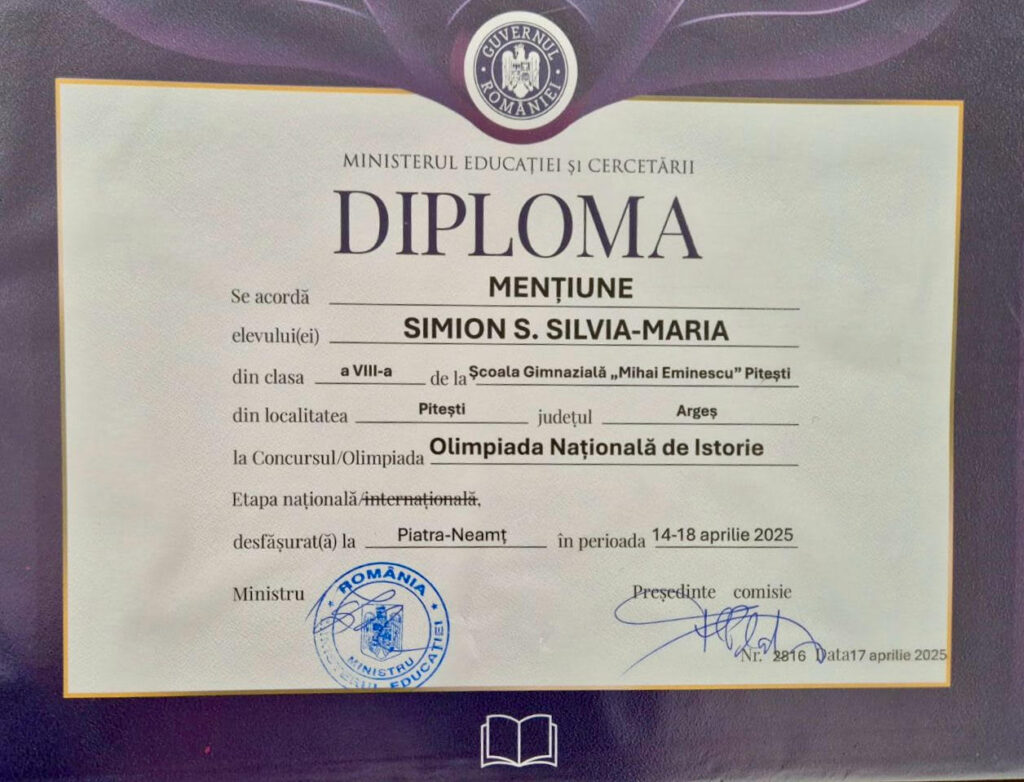 GUVERNUL ROMÂNIEI
MINISTERUL EDUCAȚIEI ȘI CERCETĂRII
DIPLOMA
Se acordă MENȚIUNE
elevului(ei) SIMION S. SILVIA-MARIA
din clasa a VIII-a de la Școala Gimnazială „Mihai Eminescu” Pitești
din localitatea Pitești județul Argeș
la Concursul/Olimpiada Olimpiada Națională de Istorie
Etapa națională/internațională,
desfășurat(ă) la Piatra-Neamț în perioada 14-18 aprilie 2025
Ministru Președinte comisie
ROMÂNIA
MINISTRU
MINISTERUL EDUCAȚIEI
Nr. 2816 Data 17 aprilie 2025